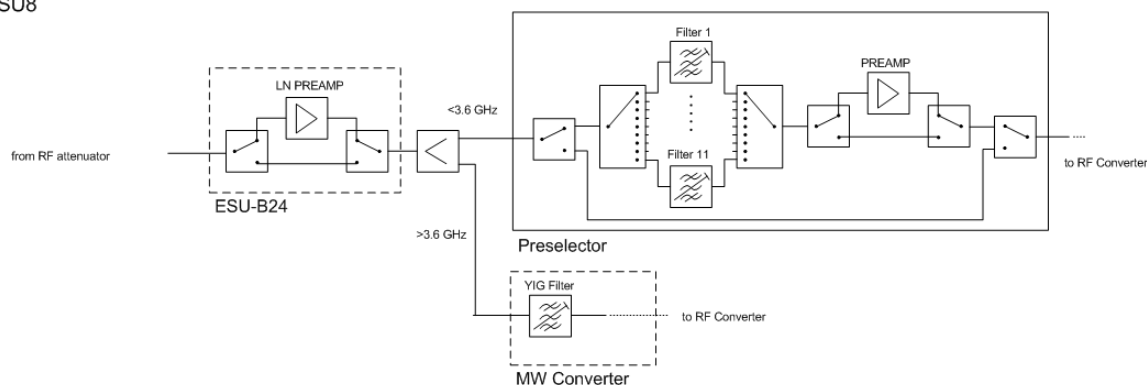 SU8
Filter 1
LN PREAMP
PREAMP
<3.6 GHz
from RF attenuator
Filter 11
to RF Converter
ESU-B24
>3.6 GHz
Preselector
YIG Filter
to RF Converter
MW Converter